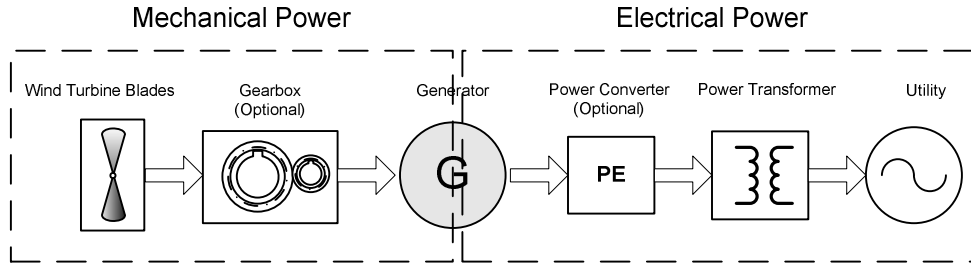 Mechanical Power
Electrical Power
Wind Turbine Blades
Gearbox
(Optional)
Generator
Power Converter
(Optional)
Power Transformer
Utility
G
PE